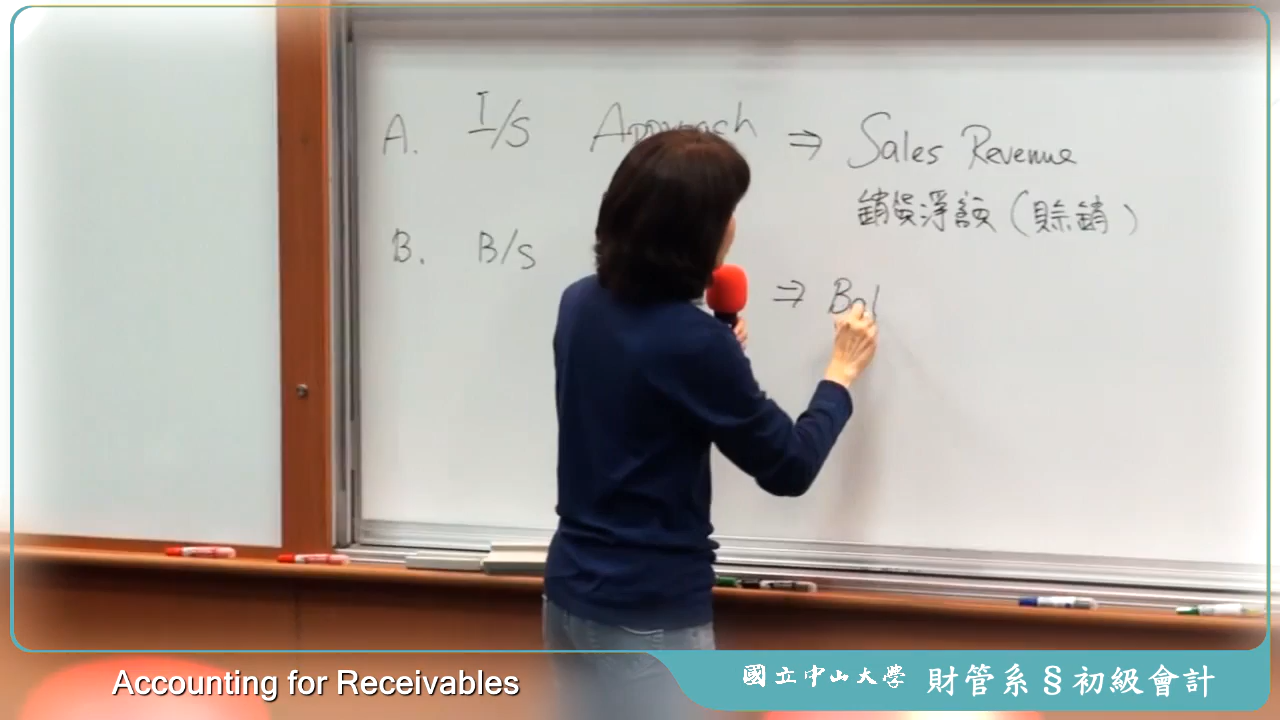 A. I/S Approach ⇒ Sales Revenue
銷貨淨額(賒銷)
B. B/S ⇒ Bal
Accounting for Receivables
國立中山大學 財管系§初級會計